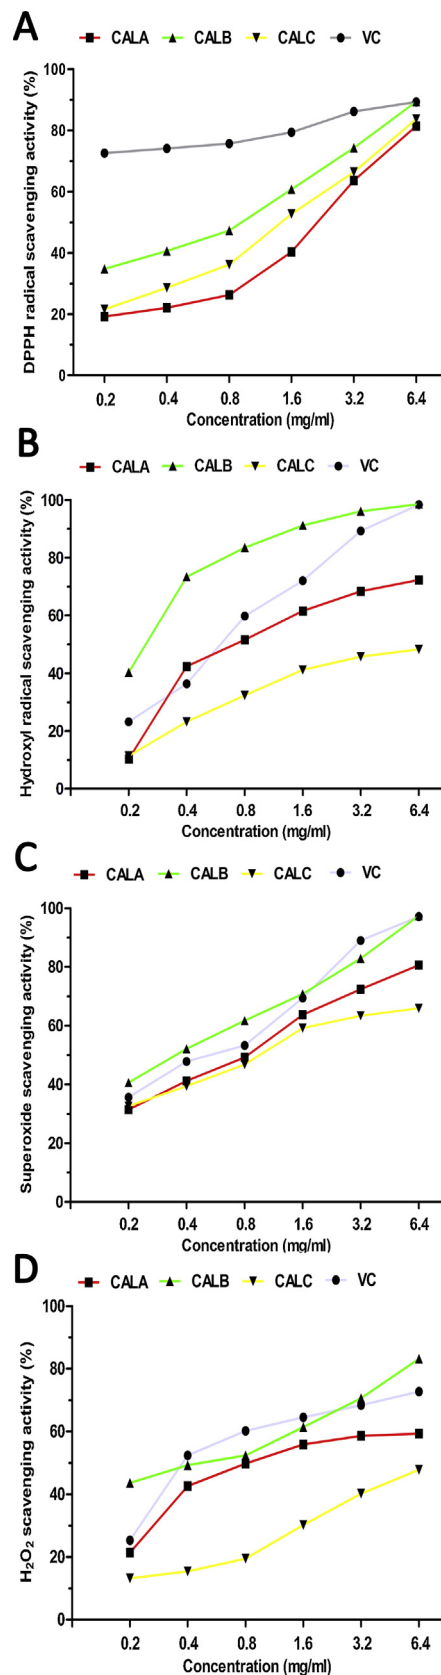 A
CALA CALB CALC VC
DPPH radical scavenging activity (%)
100
80
60
40
20
0
0.2 0.4 0.8 1.6 3.2 6.4
Concentration (mg/ml)
B
CALA CALB CALC VC
Hydroxyl radical scavenging activity (%)
100
80
60
40
20
0
0.2 0.4 0.8 1.6 3.2 6.4
Concentration (mg/ml)
C
CALA CALB CALC VC
Superoxide scavenging activity (%)
100
80
60
40
20
0
0.2 0.4 0.8 1.6 3.2 6.4
Concentration (mg/ml)
D
CALA CALB CALC VC
H₂O₂ scavenging activity (%)
100
80
60
40
20
0
0.2 0.4 0.8 1.6 3.2 6.4
Concentration (mg/ml)